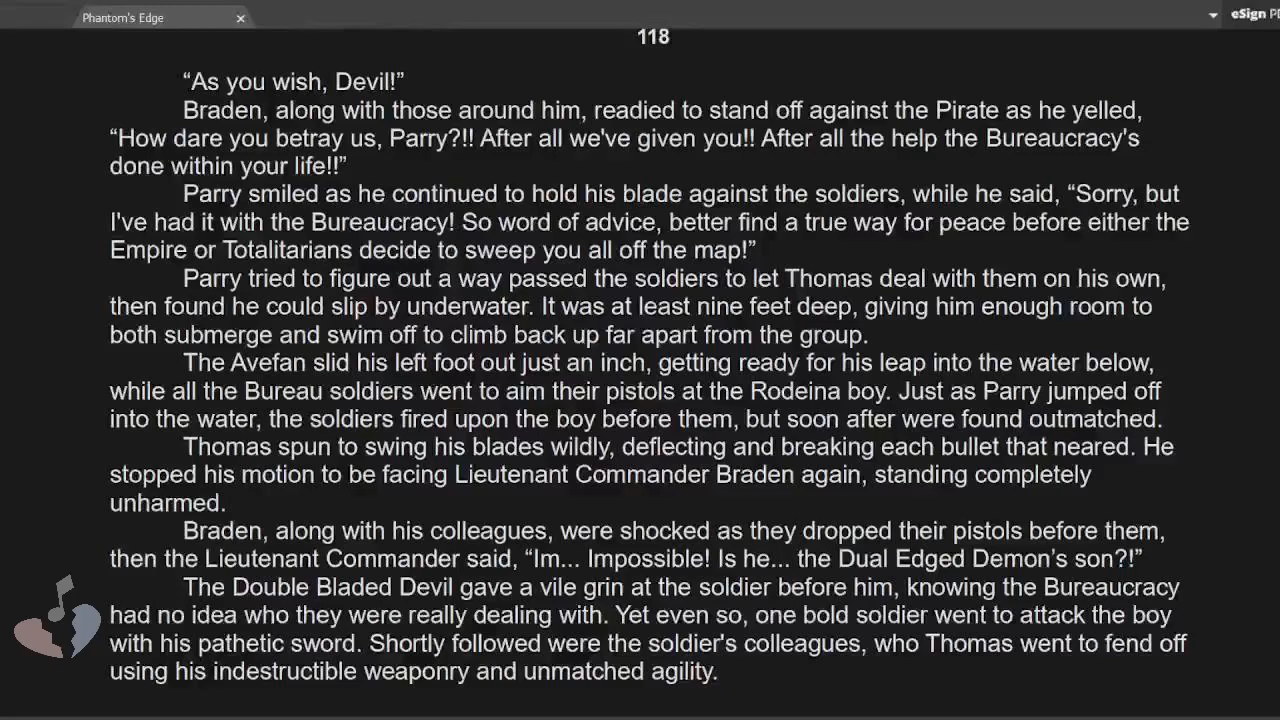 Phantom's Edge
eSign
118
“As you wish, Devil!”
Braden, along with those around him, readied to stand off against the Pirate as he yelled,
“How dare you betray us, Parry?!! After all we've given you!! After all the help the Bureaucracy's
done within your life!!”
Parry smiled as he continued to hold his blade against the soldiers, while he said, “Sorry, but
I've had it with the Bureaucracy! So word of advice, better find a true way for peace before either the
Empire or Totalitarians decide to sweep you all off the map!”
Parry tried to figure out a way passed the soldiers to let Thomas deal with them on his own,
then found he could slip by underwater. It was at least nine feet deep, giving him enough room to
both submerge and swim off to climb back up far apart from the group.
The Avefan slid his left foot out just an inch, getting ready for his leap into the water below,
while all the Bureau soldiers went to aim their pistols at the Rodeina boy. Just as Parry jumped off
into the water, the soldiers fired upon the boy before them, but soon after were found outmatched.
Thomas spun to swing his blades wildly, deflecting and breaking each bullet that neared. He
stopped his motion to be facing Lieutenant Commander Braden again, standing completely
unharmed.
Braden, along with his colleagues, were shocked as they dropped their pistols before them,
then the Lieutenant Commander said, “Im... Impossible! Is he... the Dual Edged Demon’s son?!”
The Double Bladed Devil gave a vile grin at the soldier before him, knowing the Bureaucracy
had no idea who they were really dealing with. Yet even so, one bold soldier went to attack the boy
with his pathetic sword. Shortly followed were the soldier's colleagues, who Thomas went to fend off
using his indestructible weaponry and unmatched agility.